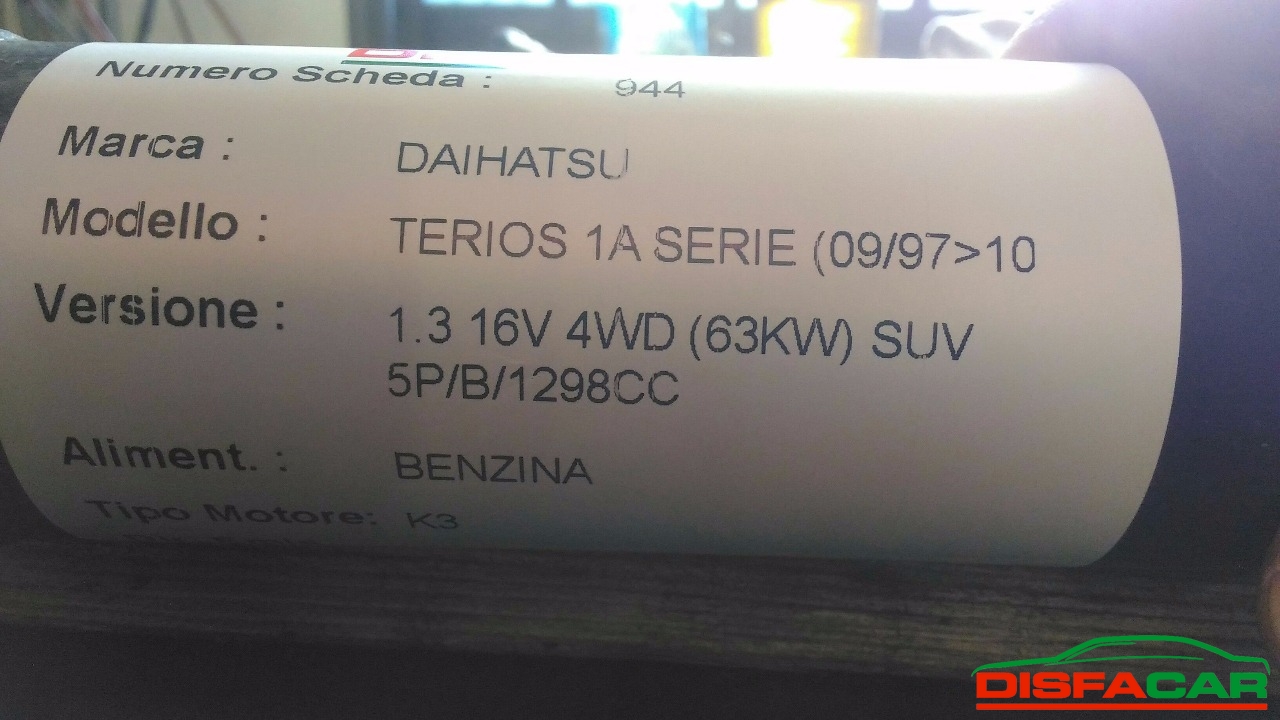 Numero Scheda : 944
Marca : DAIHATSU
Modello : TERIOS 1A SERIE (09/97>10
Versione : 1.3 16V 4WD (63KW) SUV
5P/B/1298CC
Aliment. : BENZINA
Tipo Motore: K3
DISFACAR